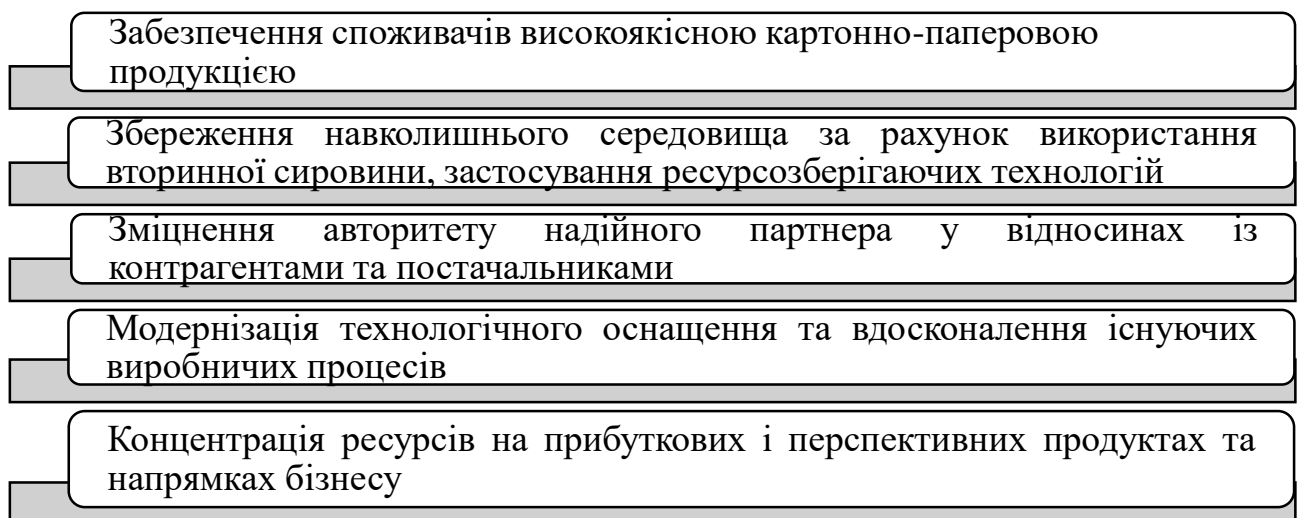 Забезпечення споживачів високоякісною картонно-паперовою
продукцією
Збереження навколишнього середовища за рахунок використання
вторинної сировини, застосування ресурсозберігаючих технологій
Зміцнення авторитету надійного партнера у відносинах із
контрагентами та постачальниками
Модернізація технологічного оснащення та вдосконалення існуючих
виробничих процесів
Концентрація ресурсів на прибуткових і перспективних продуктах та
напрямках бізнесу